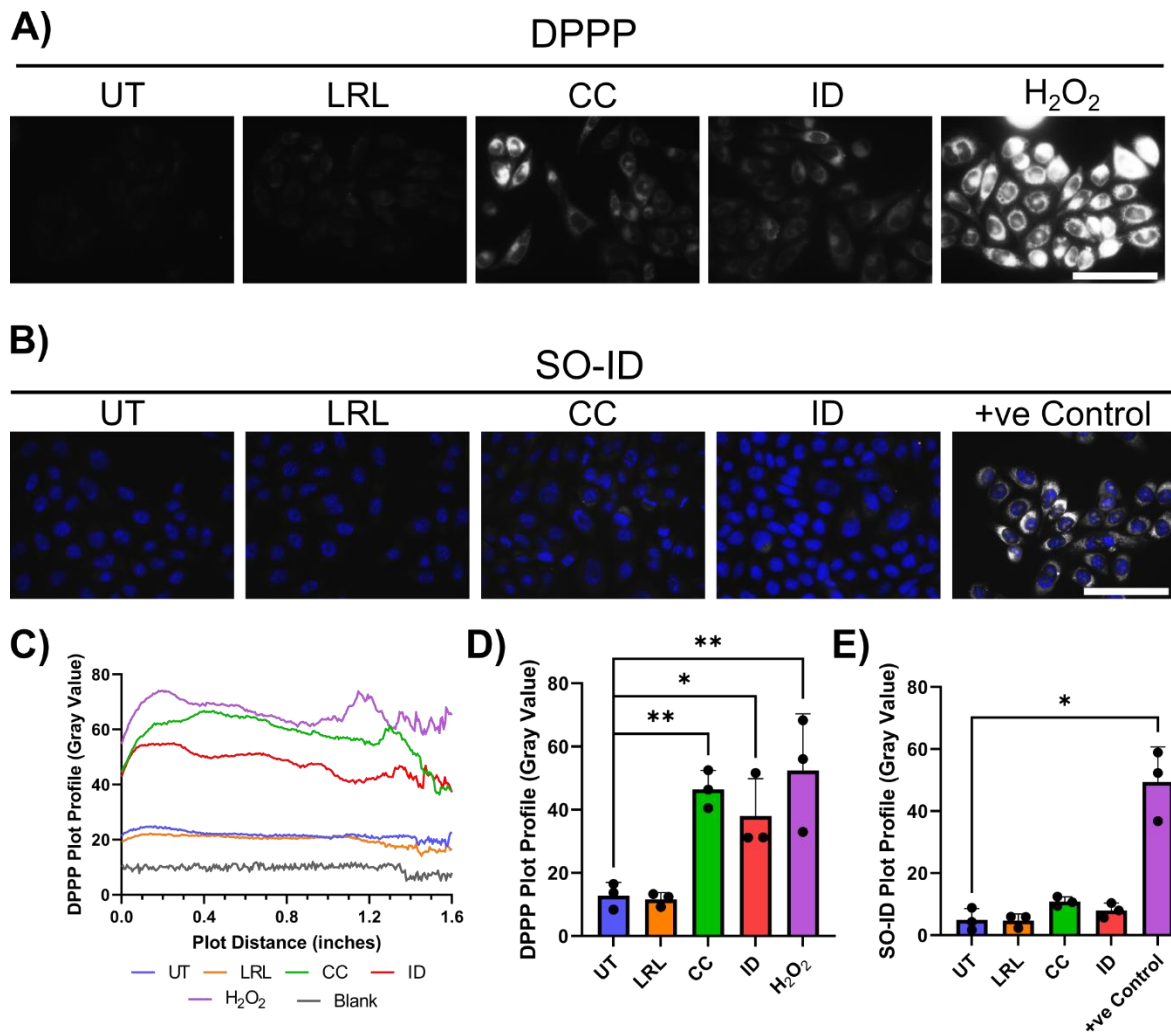 A)
DPPP
UT LRL CC ID H₂O₂
B)
SO-ID
UT LRL CC ID +ve Control
C)
DPPP Plot Profile (Gray Value)
80
60
40
20
0
0.0 0.4 0.8 1.2 1.6
Plot Distance (inches)
UT LRL CC ID
H₂O₂ Blank
D)
DPPP Plot Profile (Gray Value)
80
60
40
20
0
**
*
**
UT LRL CC ID H₂O₂
E)
SO-ID Plot Profile (Gray Value)
80
60
40
20
0
*
UT LRL CC ID +ve Control